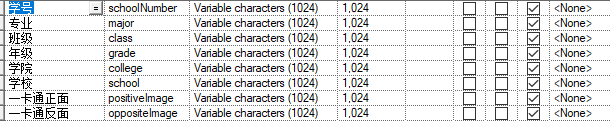 学号 = schoolNumber Variable characters (1024) 1,024 <None>
专业 major Variable characters (1024) 1,024 <None>
班级 class Variable characters (1024) 1,024 <None>
年级 grade Variable characters (1024) 1,024 <None>
学院 college Variable characters (1024) 1,024 <None>
学校 school Variable characters (1024) 1,024 <None>
一卡通正面 positiveImage Variable characters (1024) 1,024 <None>
一卡通反面 oppositeImage Variable characters (1024) 1,024 <None>